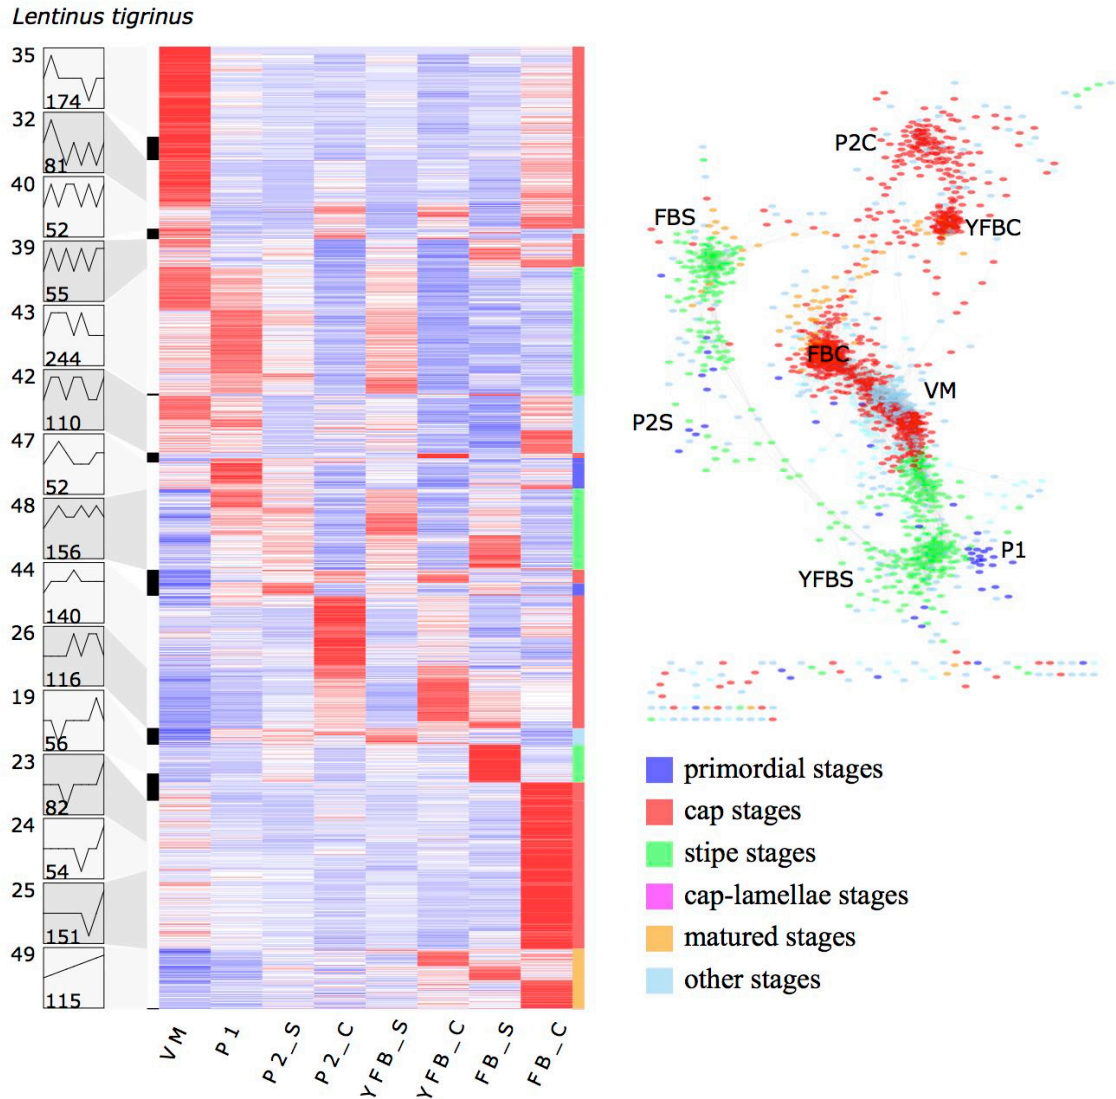 Lentinus tigrinus
35
174
32
81
40
52
39
55
43
244
42
110
47
52
48
156
44
140
26
116
19
56
23
82
24
54
25
151
49
115
VM
P1
P2_S
P2_C
YFB_S
YFB_C
FB_S
FB_C
P2C
FBS
YFBC
FBC
VM
P2S
P1
YFBS
primordial stages
cap stages
stipe stages
cap-lamellae stages
matured stages
other stages